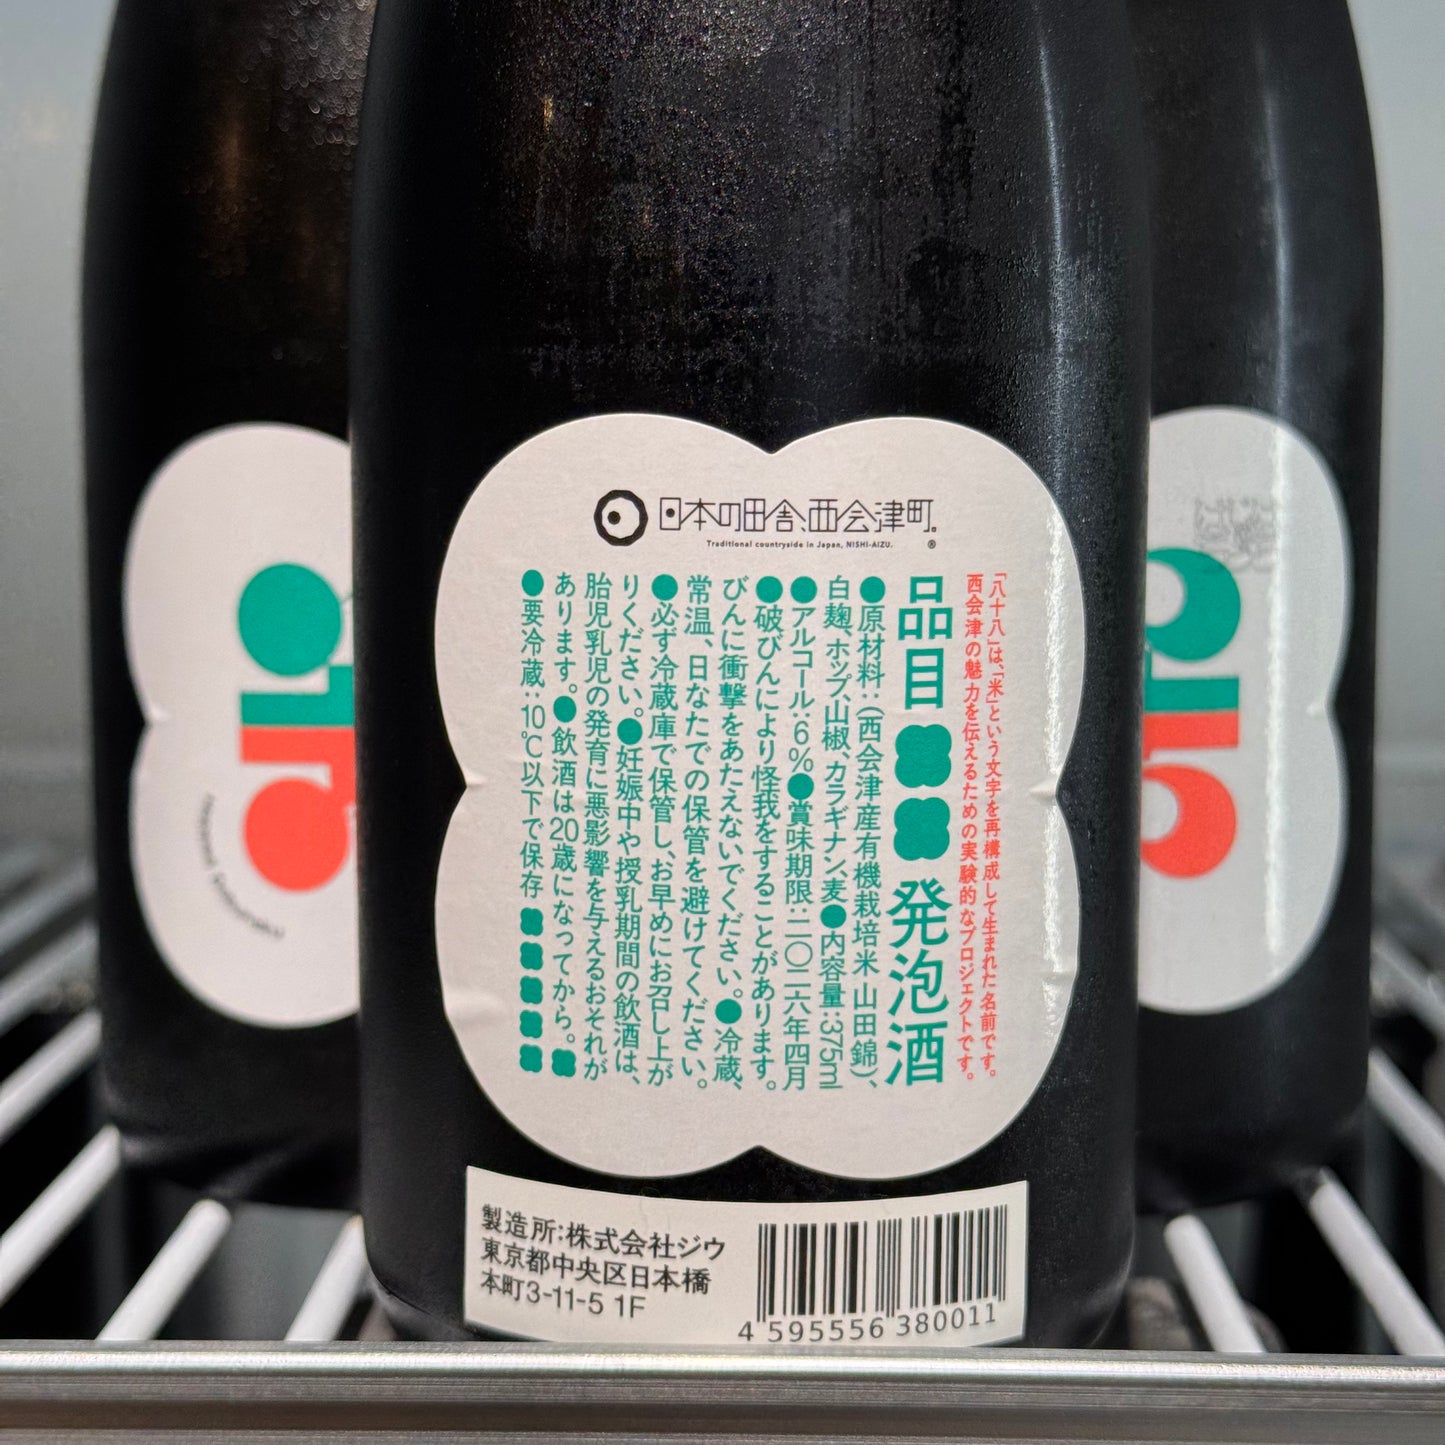 日本の田舎、西会津町。
Traditional countryside in Japan, NISHI-AIZU.
®
「八十八」は、「米」という文字を再構成して生まれた名前です。
西会津の魅力を伝えるための実験的なプロジェクトです。
品目 発泡酒
●原材料:(西会津産有機栽培米 山田錦)、
白麹、ホップ、山椒、カラギナン、麦●内容量:375ml
●アルコール:6%●賞味期限:二〇二六年四月
●破びんにより怪我をすることがあります。
びんに衝撃をあたえないでください。●冷蔵、
常温、日なたでの保管を避けてください。
●必ず冷蔵庫で保管し、お早めにお召し上が
りください。●妊娠中や授乳期間の飲酒は、
胎児乳児の発育に悪影響を与えるおそれが
あります。●飲酒は20歳になってから。
●要冷蔵:10℃以下で保存
製造所:株式会社ジウ
東京都中央区日本橋
本町3-11-5 1F
4 595556 380011